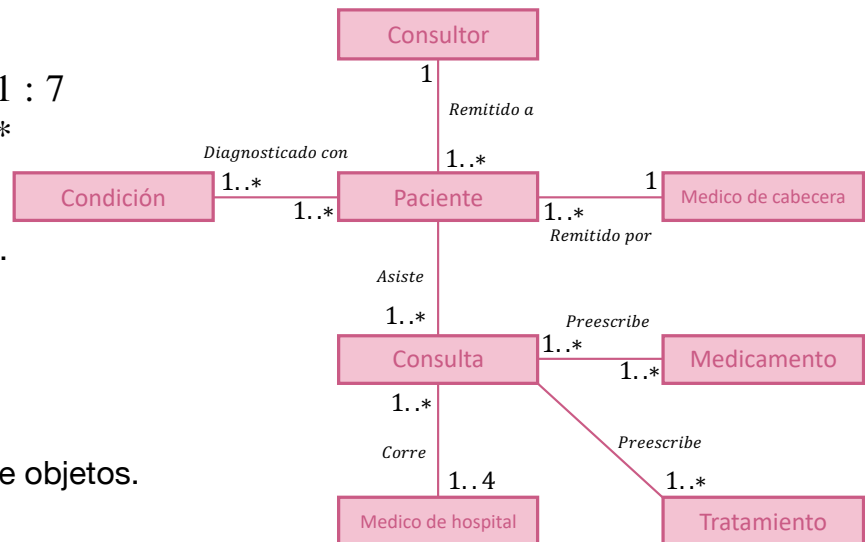 Consultor
1
1 : 7
Remitido a
*
Diagnosticado con
1..*
1..*
1
Condición
Paciente
Medico de cabecera
1..*
1..*
Remitido por
.
Asiste
1..*
Preescribe
1..*
Consulta
Medicamento
1..*
1..*
Corre
Preescribe
e objetos.
1..4
1..*
Medico de hospital
Tratamiento